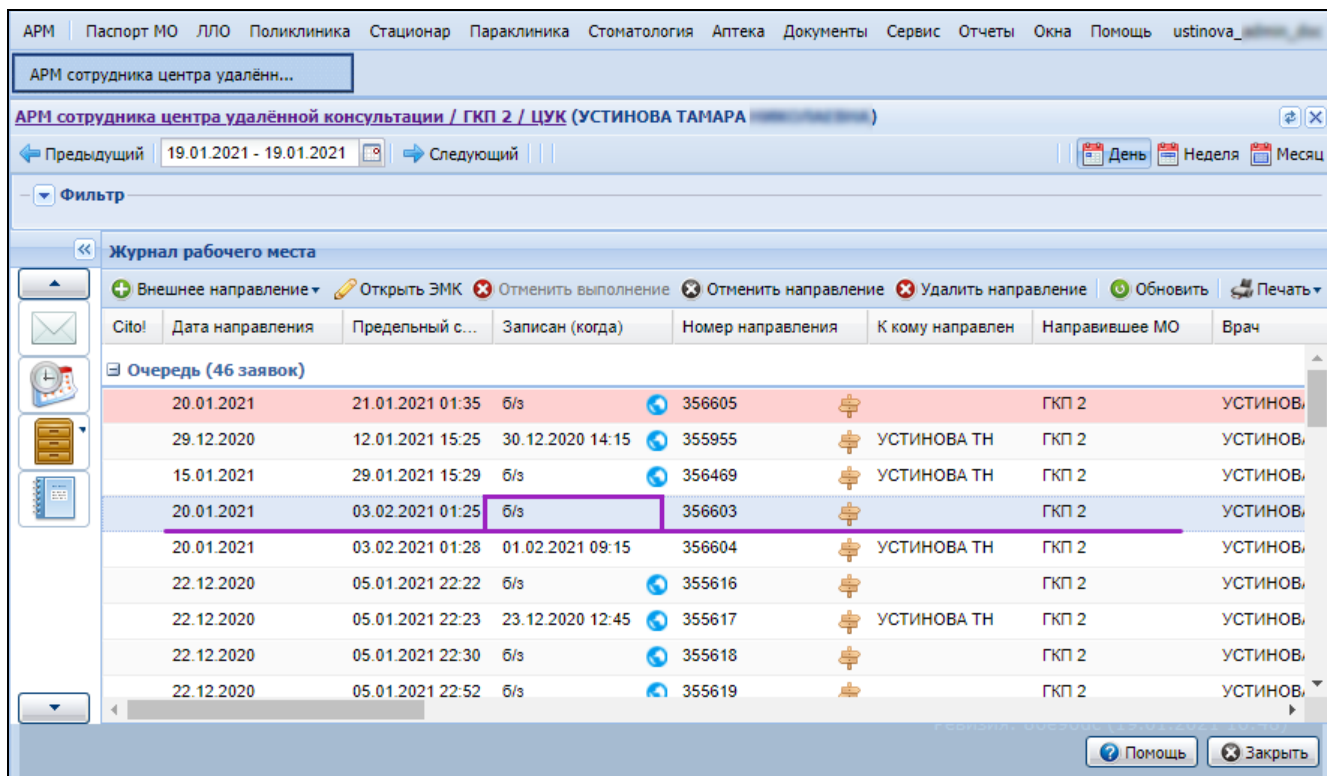 АРМ Паспорт МО ЛЛО Поликлиника Стационар Параклиника Стоматология Аптека Документы Сервис Отчеты Окна Помощь ustinova_
АРМ сотрудника центра удалённ...
АРМ сотрудника центра удалённой консультации / ГКП 2 / ЦУК (УСТИНОВА ТАМАРА )
Предыдущий 19.01.2021 - 19.01.2021 Следующий День Неделя Месяц
Фильтр
Журнал рабочего места
Внешнее направление Открыть ЭМК Отменить выполнение Отменить направление Удалить направление Обновить Печать
Cito! Дата направления Предельный с... Записан (когда) Номер направления К кому направлен Направившее МО Врач
Очередь (46 заявок)
20.01.2021 21.01.2021 01:35 б/з 356605 ГКП 2 УСТИНОВА
29.12.2020 12.01.2021 15:25 30.12.2020 14:15 355955 УСТИНОВА ТН ГКП 2 УСТИНОВА
15.01.2021 29.01.2021 15:29 б/з 356469 УСТИНОВА ТН ГКП 2 УСТИНОВА
20.01.2021 03.02.2021 01:25 б/з 356603 ГКП 2 УСТИНОВА
20.01.2021 03.02.2021 01:28 01.02.2021 09:15 356604 УСТИНОВА ТН ГКП 2 УСТИНОВА
22.12.2020 05.01.2021 22:22 б/з 355616 ГКП 2 УСТИНОВА
22.12.2020 05.01.2021 22:23 23.12.2020 12:45 355617 УСТИНОВА ТН ГКП 2 УСТИНОВА
22.12.2020 05.01.2021 22:30 б/з 355618 ГКП 2 УСТИНОВА
22.12.2020 05.01.2021 22:52 б/з 355619 ГКП 2 УСТИНОВА
Помощь Закрыть